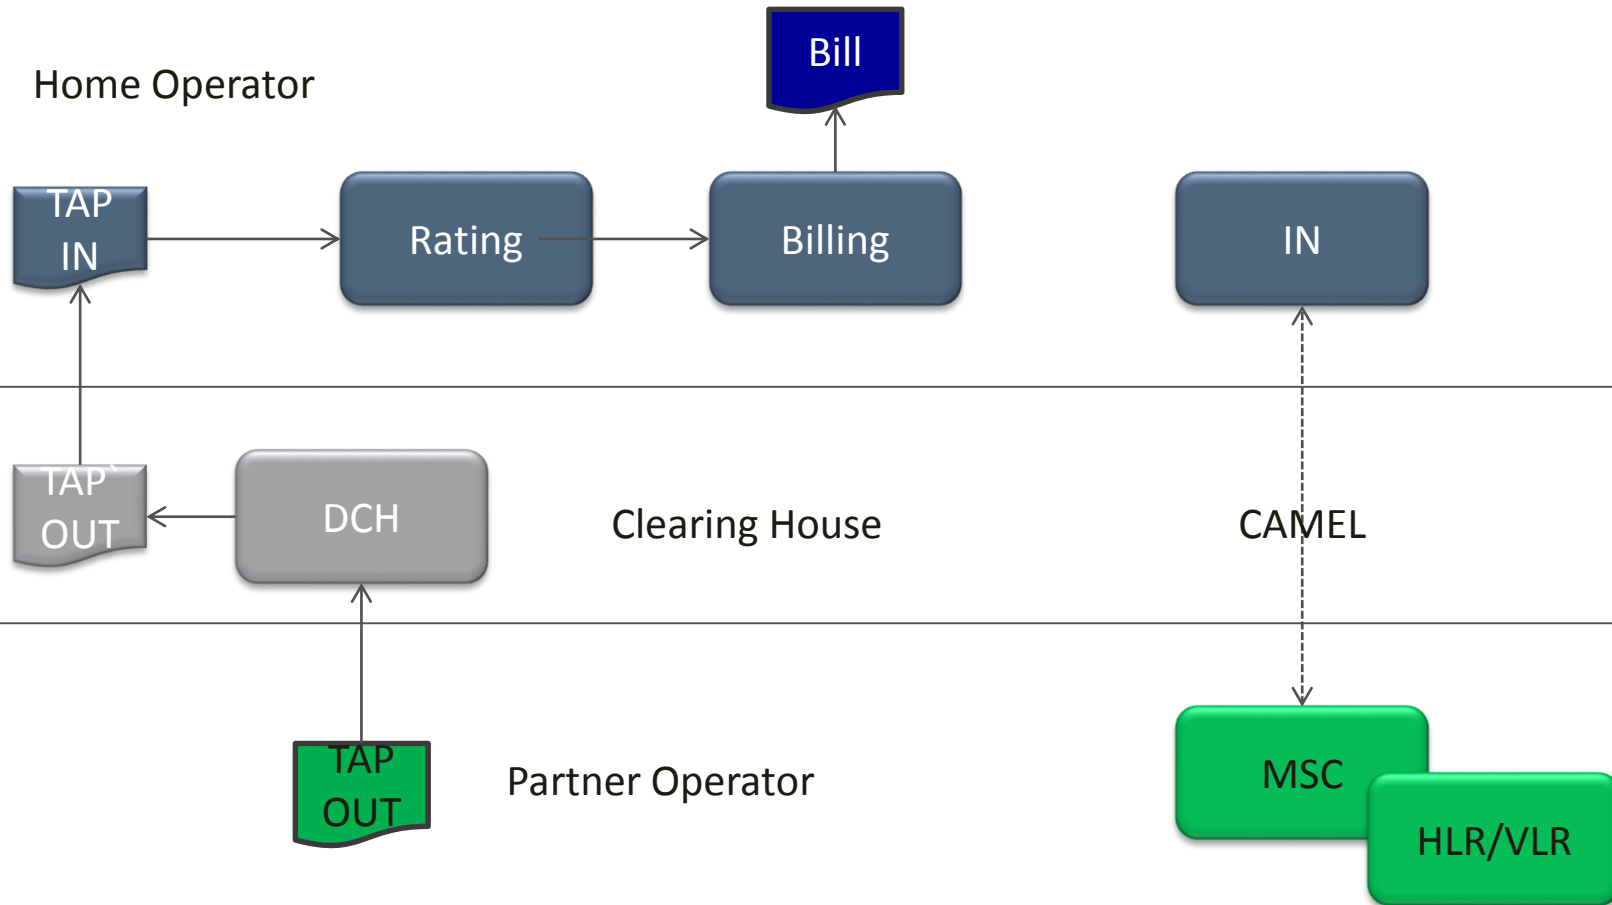 Bill
Home Operator
TAP
IN
Rating
Billing
IN
TAP`
OUT
DCH
Clearing House
CAMEL
TAP
OUT
Partner Operator
MSC
HLR/VLR